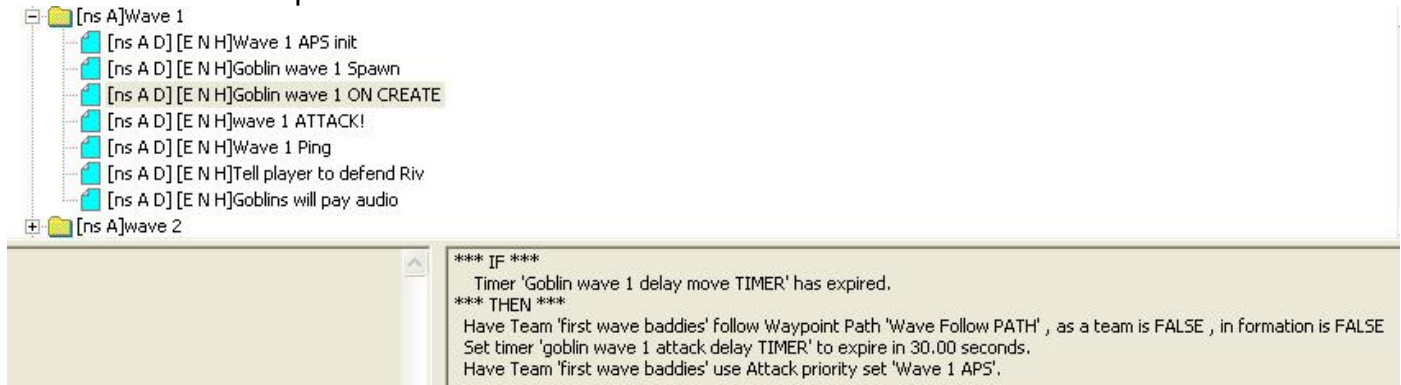 [ns A]Wave 1
[ns A D] [E N H]Wave 1 APS init
[ns A D] [E N H]Goblin wave 1 Spawn
[ns A D] [E N H]Goblin wave 1 ON CREATE
[ns A D] [E N H]wave 1 ATTACK!
[ns A D] [E N H]Wave 1 Ping
[ns A D] [E N H]Tell player to defend Riv
[ns A D] [E N H]Goblins will pay audio
[ns A]wave 2
*** IF ***
Timer 'Goblin wave 1 delay move TIMER' has expired.
*** THEN ***
Have Team 'first wave baddies' follow Waypoint Path 'Wave Follow PATH' , as a team is FALSE , in formation is FALSE
Set timer 'goblin wave 1 attack delay TIMER' to expire in 30.00 seconds.
Have Team 'first wave baddies' use Attack priority set 'Wave 1 APS'.